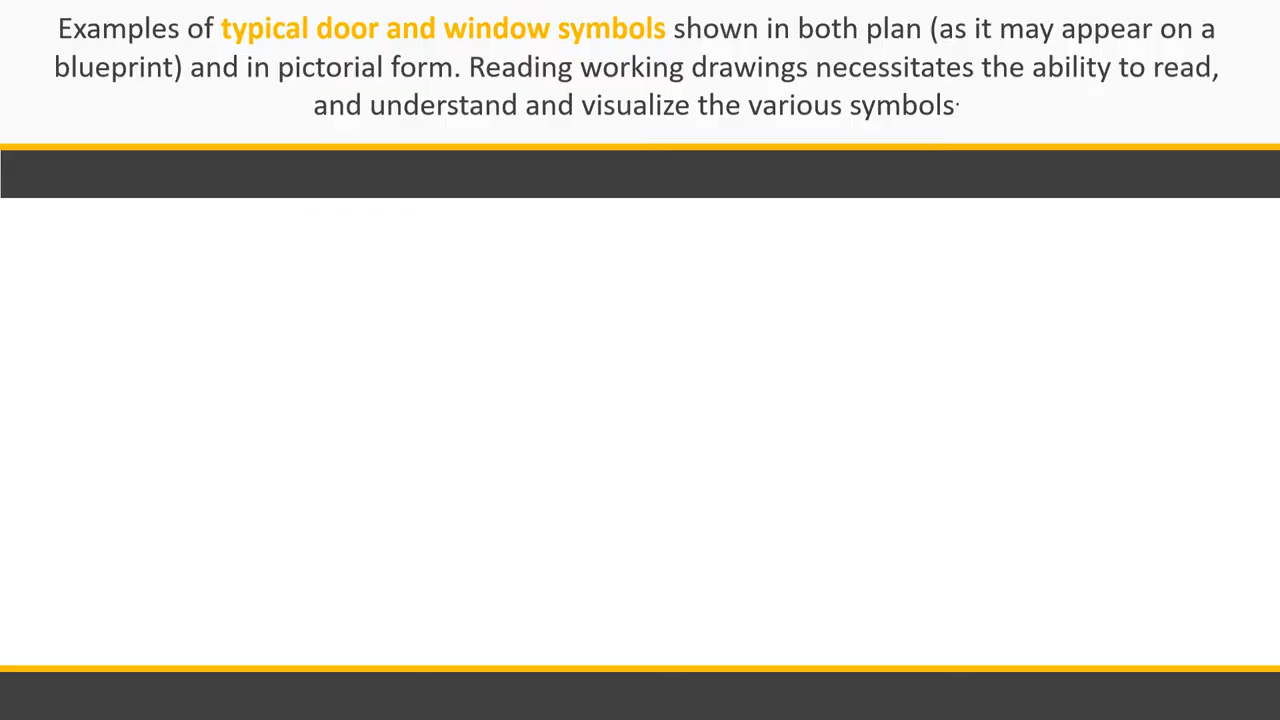 Examples of typical door and window symbols shown in both plan (as it may appear on a
blueprint) and in pictorial form. Reading working drawings necessitates the ability to read,
and understand and visualize the various symbols.